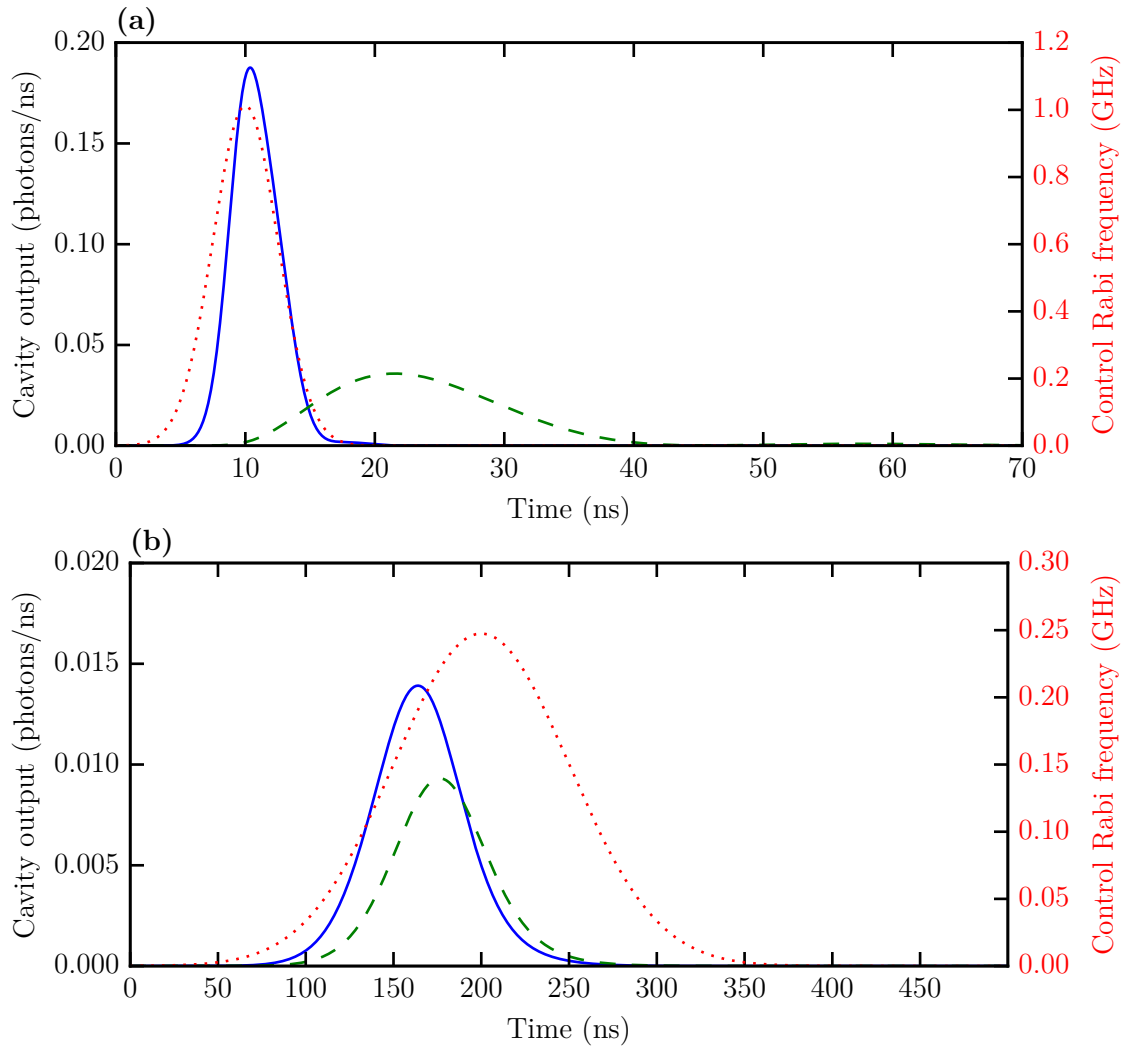 (a)
0.20
0.15
0.10
0.05
0.00
Cavity output (photons/ns)
1.2
1.0
0.8
0.6
0.4
0.2
0.0
Control Rabi frequency (GHz)
0 10 20 30 40 50 60 70
Time (ns)
(b)
0.020
0.015
0.010
0.005
0.000
Cavity output (photons/ns)
0.30
0.25
0.20
0.15
0.10
0.05
0.00
Control Rabi frequency (GHz)
0 50 100 150 200 250 300 350 400 450
Time (ns)